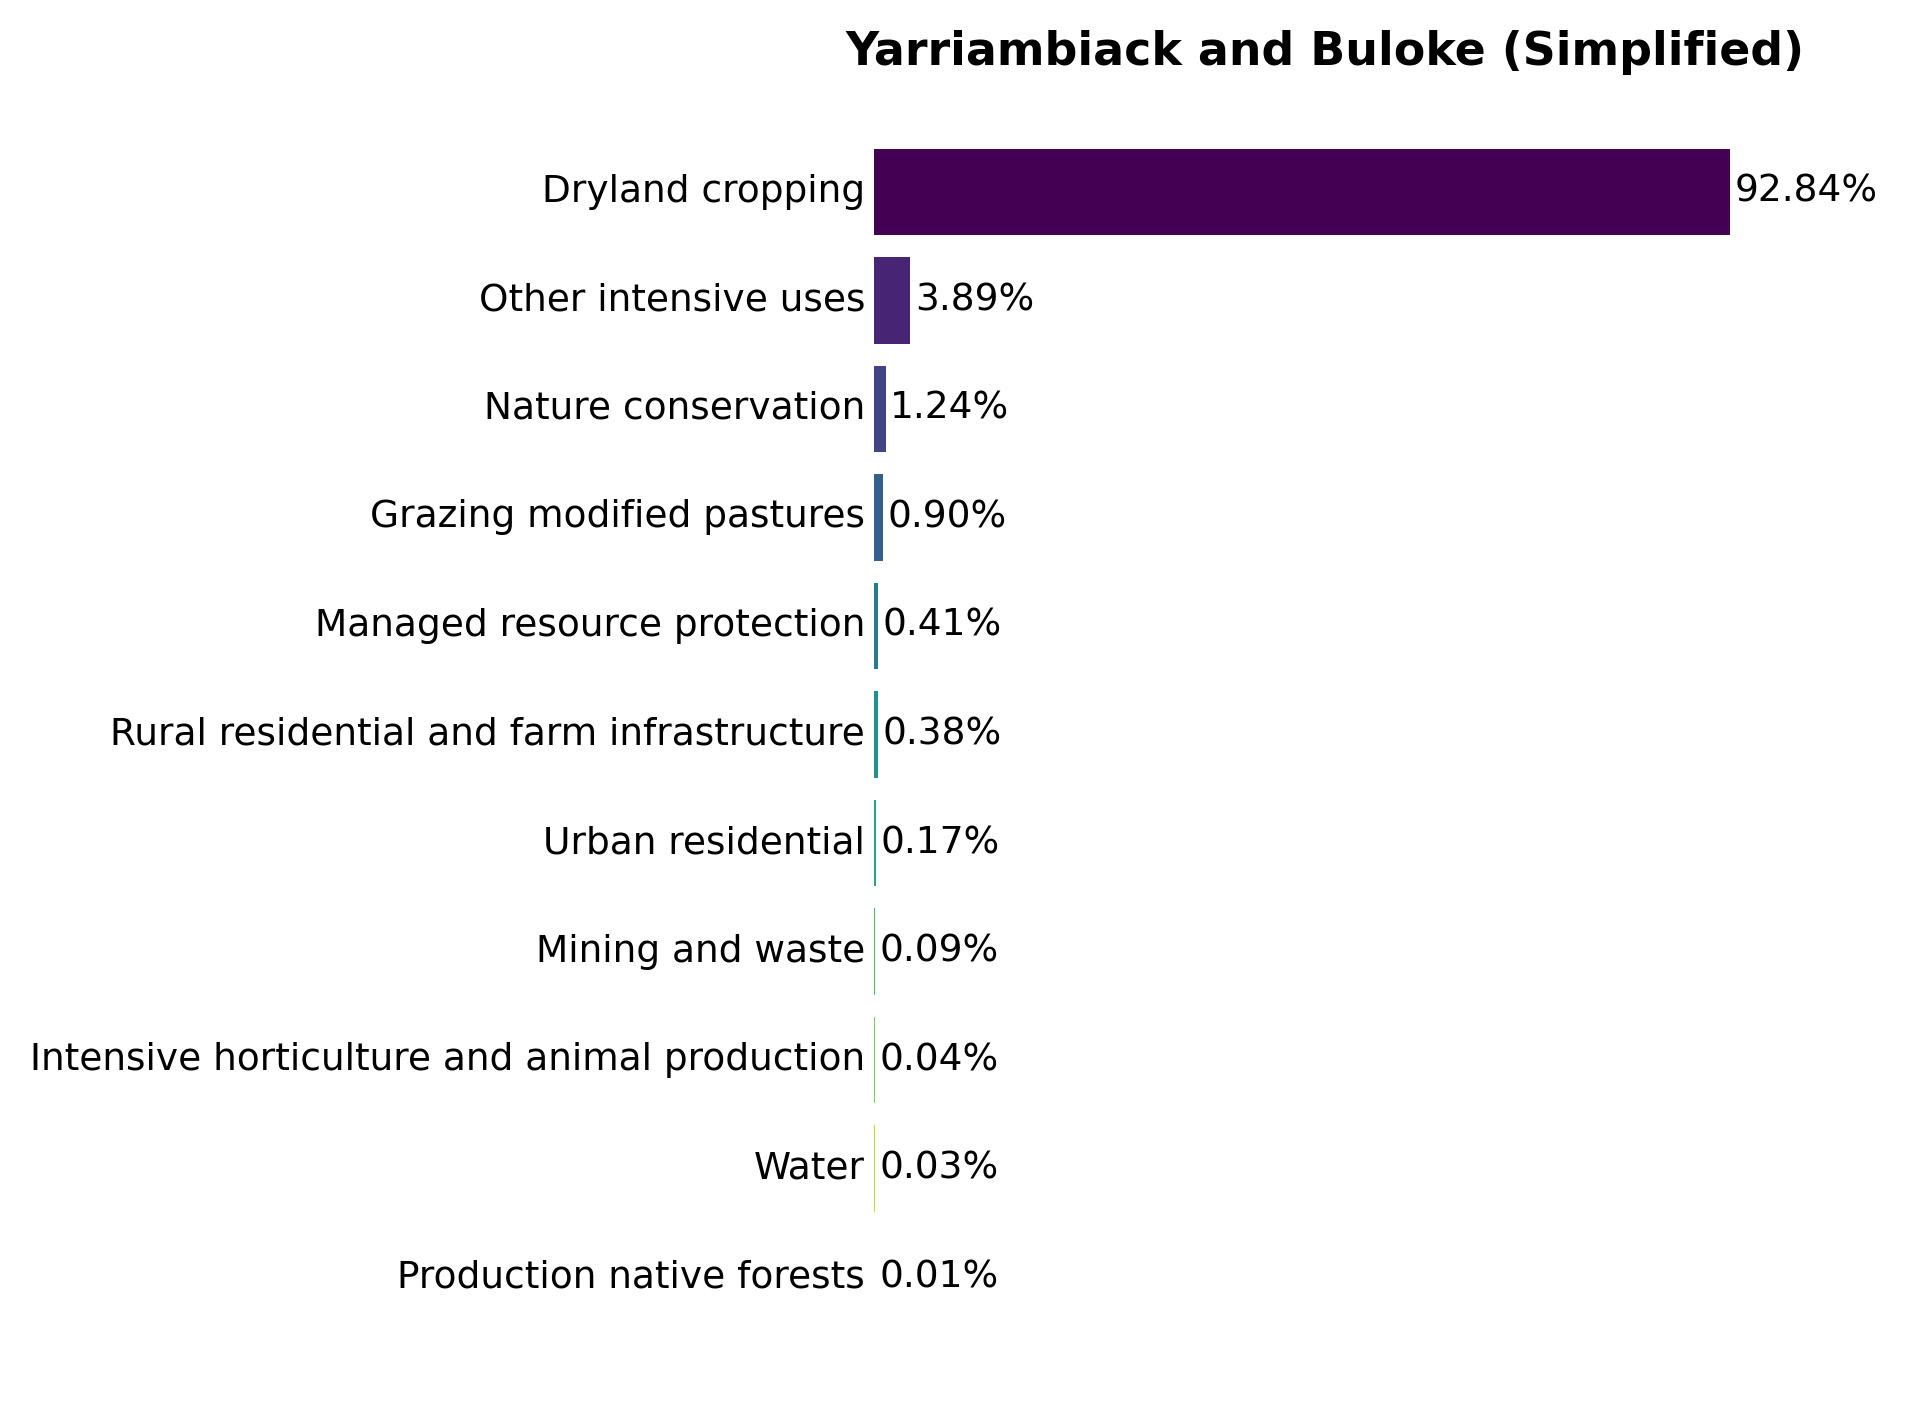 Yarriambiack and Buloke (Simplified)
Dryland cropping 92.84%
Other intensive uses 3.89%
Nature conservation 1.24%
Grazing modified pastures 0.90%
Managed resource protection 0.41%
Rural residential and farm infrastructure 0.38%
Urban residential 0.17%
Mining and waste 0.09%
Intensive horticulture and animal production 0.04%
Water 0.03%
Production native forests 0.01%